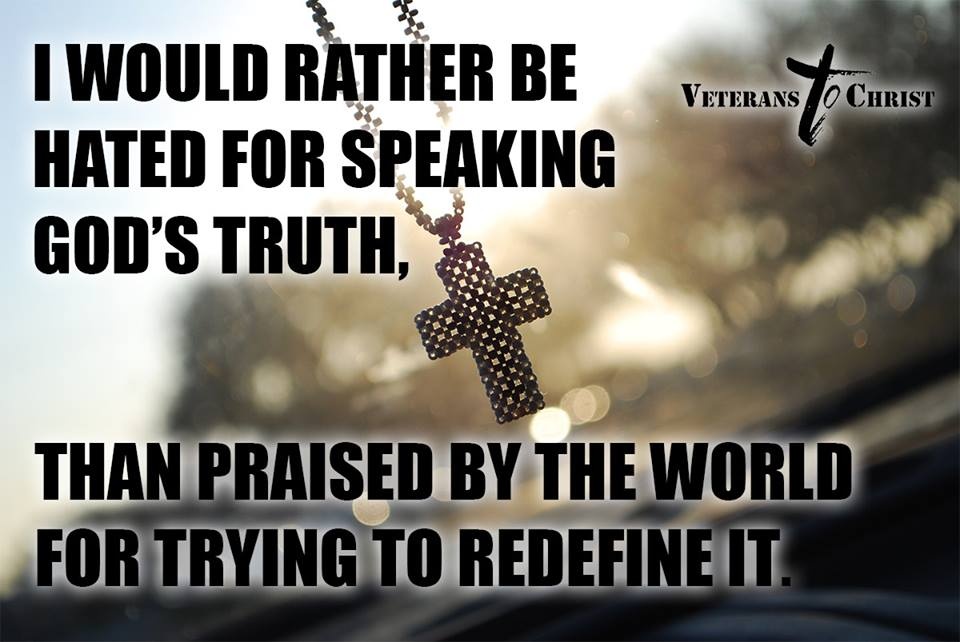 I WOULD RATHER BE
HATED FOR SPEAKING
GOD'S TRUTH,
VETERANS TO CHRIST
THAN PRAISED BY THE WORLD
FOR TRYING TO REDEFINE IT.